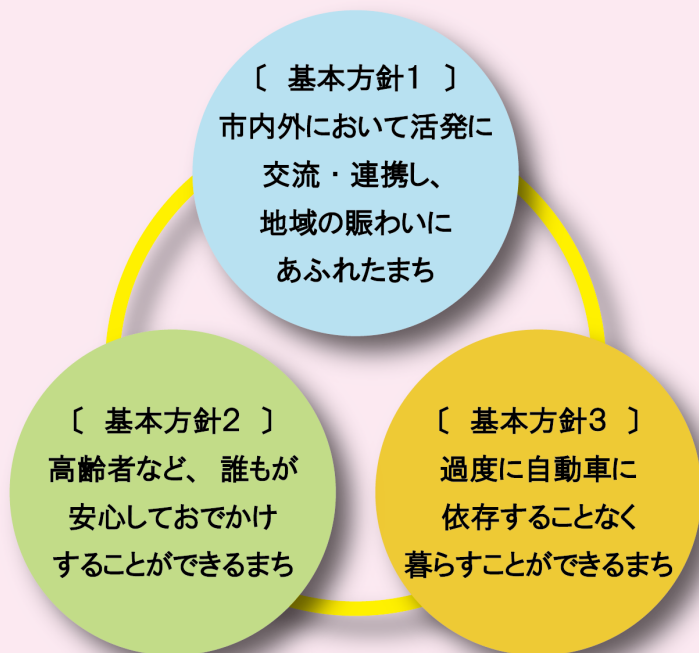 〔 基本方針1 〕
市内外において活発に
交流・連携し、
地域の賑わいに
あふれたまち
〔 基本方針2 〕
高齢者など、誰もが
安心しておでかけ
することができるまち
〔 基本方針3 〕
過度に自動車に
依存することなく
暮らすことができるまち